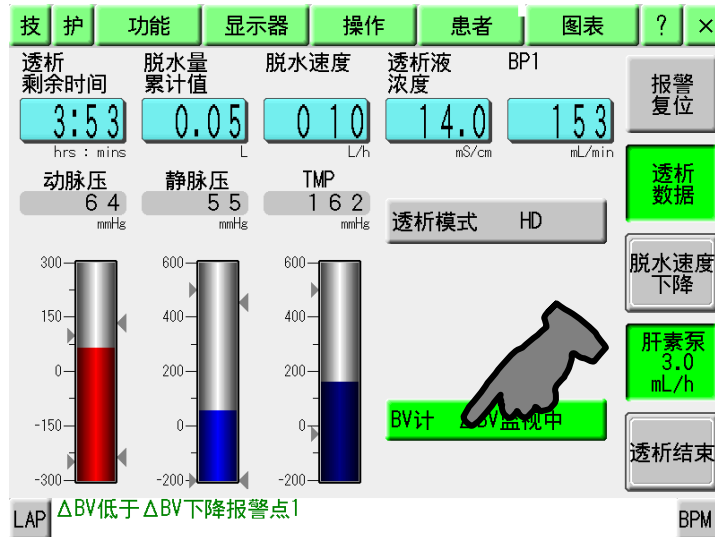 技 护 功能 显示器 操作 患者 图表 ? ×
透析 脱水量 脱水速度 透析液 BP1
剩余时间 累计值 浓度
3:53 0.05 0 10 14.0 153
hrs : mins L L/h mS/cm mL/min
报警
复位
动脉压 静脉压 TMP
64 55 162
mmHg mmHg mmHg
透析
数据
透析模式 HD
脱水速度
下降
300 600 600
150 400 400
0 200 200
-150 0 0
-300 -200 -200
肝素泵
3.0
mL/h
BV计 ΔBV监视中
透析结束
LAP ΔBV低于ΔBV下降报警点1 BPM